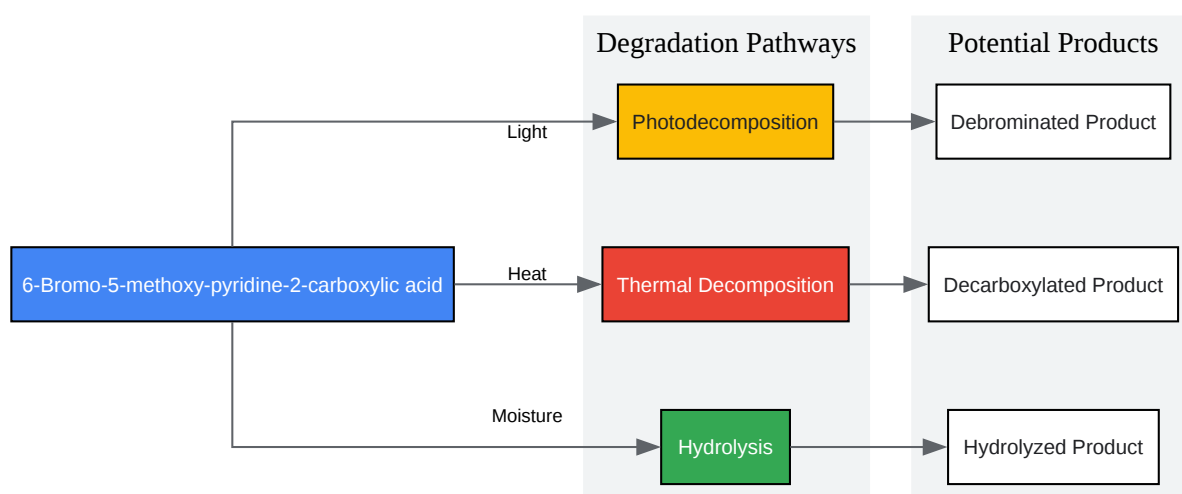 Degradation Pathways
Potential Products
Light
Photodecomposition
Debrominated Product
6-Bromo-5-methoxy-pyridine-2-carboxylic acid
Heat
Thermal Decomposition
Decarboxylated Product
Moisture
Hydrolysis
Hydrolyzed Product